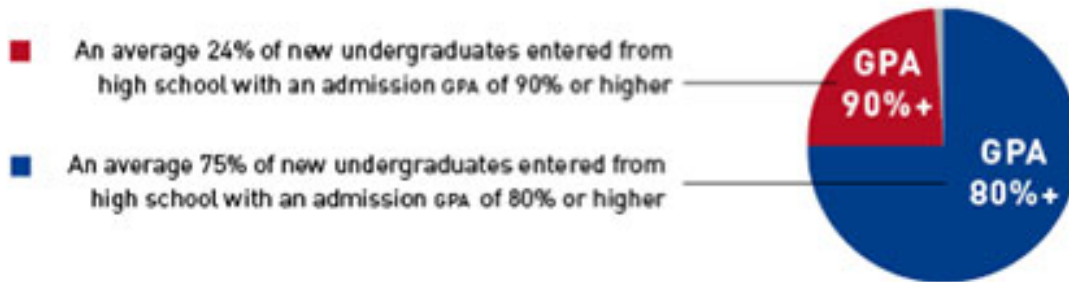 An average 24% of new undergraduates entered from
high school with an admission GPA of 90% or higher
An average 75% of new undergraduates entered from
high school with an admission GPA of 80% or higher
GPA
90%+
GPA
80%+